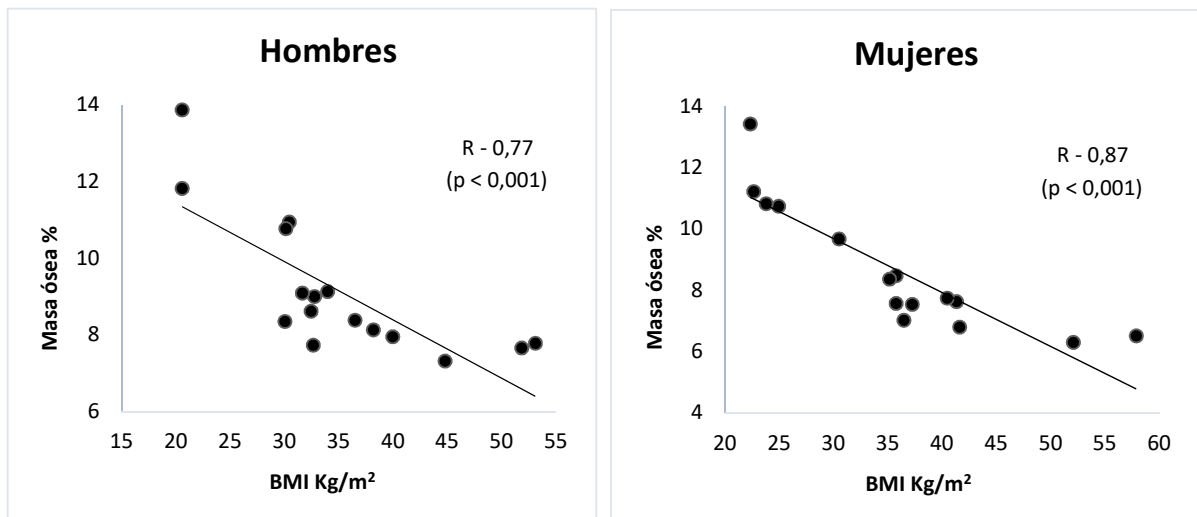 Hombres
R - 0,77
(p < 0,001)
Masa ósea %
14
12
10
8
6
15 20 25 30 35 40 45 50 55
BMI Kg/m²
Mujeres
R - 0,87
(p < 0,001)
Masa ósea %
14
12
10
8
6
4
20 25 30 35 40 45 50 55 60
BMI Kg/m²